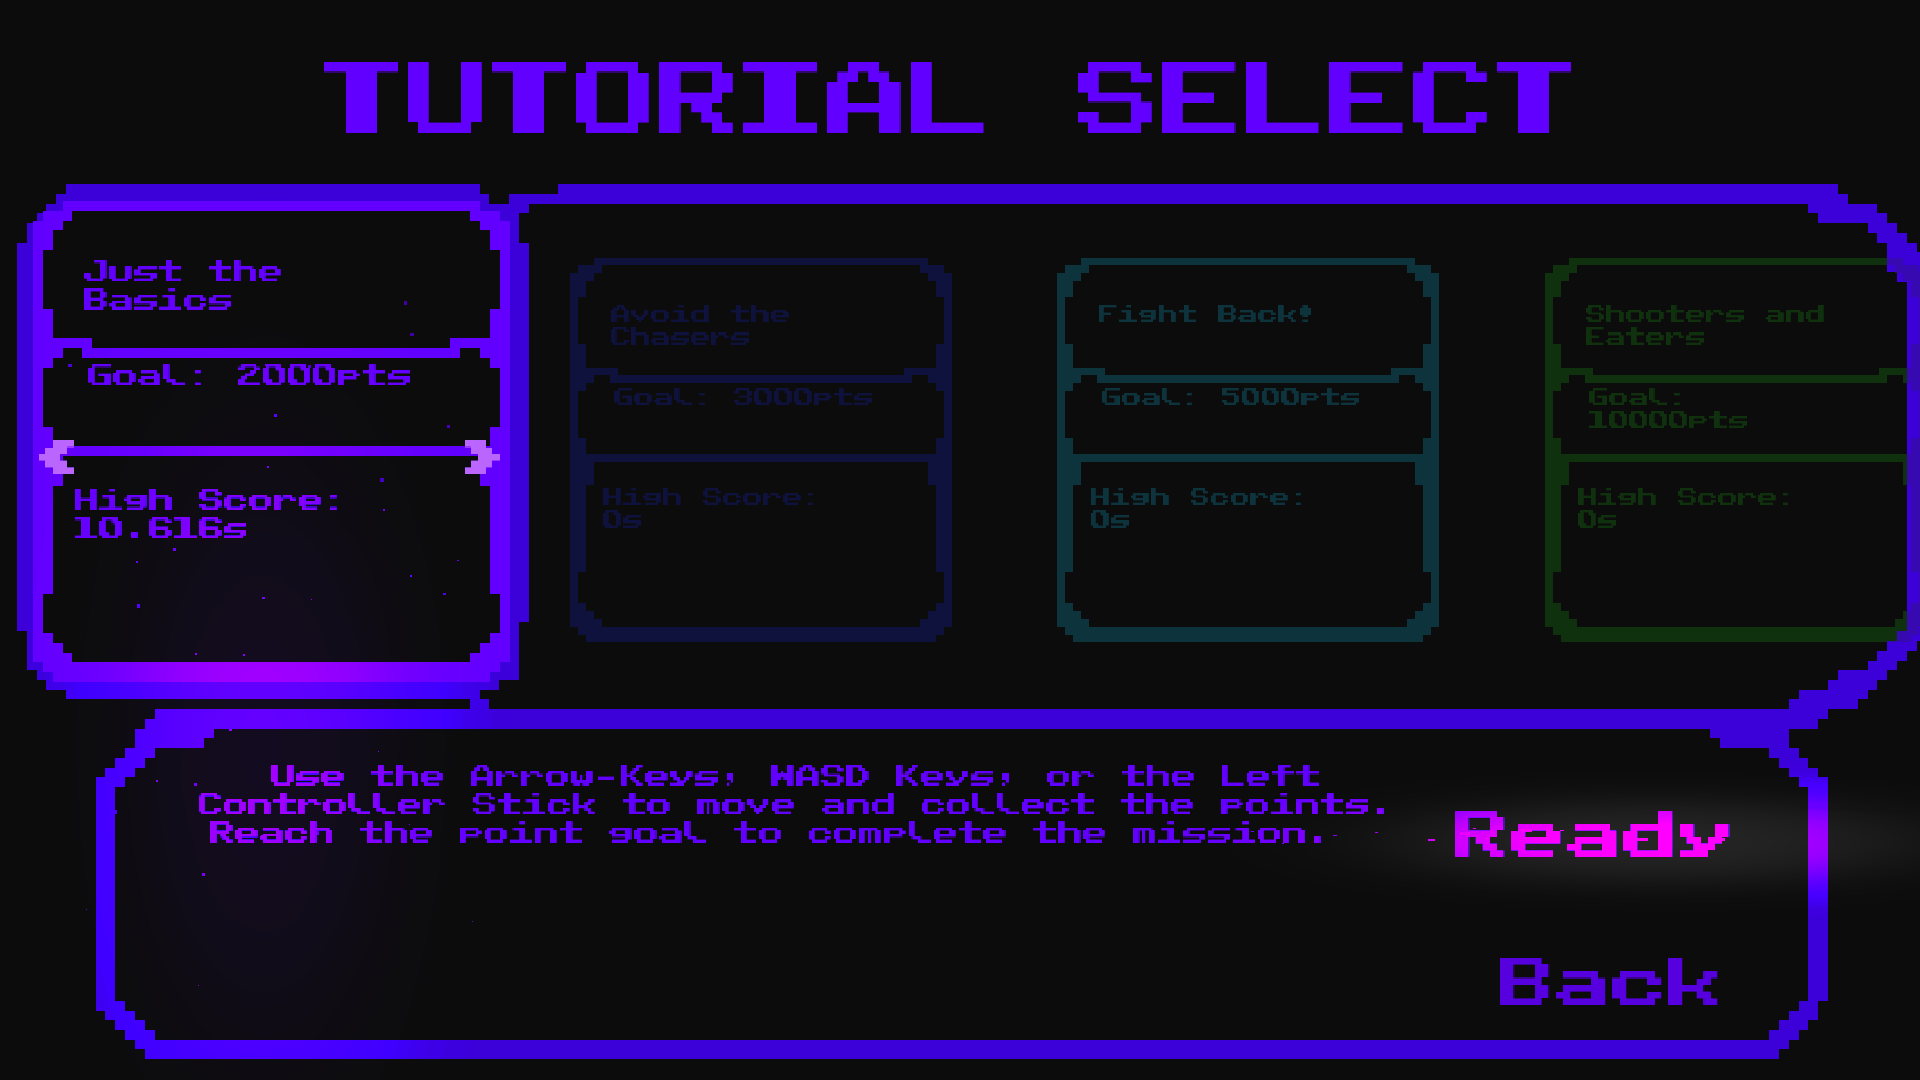 TUTORIAL SELECT
Just the
Basics
Goal: 2000pts
High Score:
10.616s
Avoid the
Chasers
Goal: 3000pts
High Score:
0s
Fight Back!
Goal: 5000pts
High Score:
0s
Shooters and
Eaters
Goal:
10000pts
High Score:
0s
Use the Arrow-Keys, WASD Keys, or the Left
Controller Stick to move and collect the points.
Reach the point goal to complete the mission.
Ready
Back